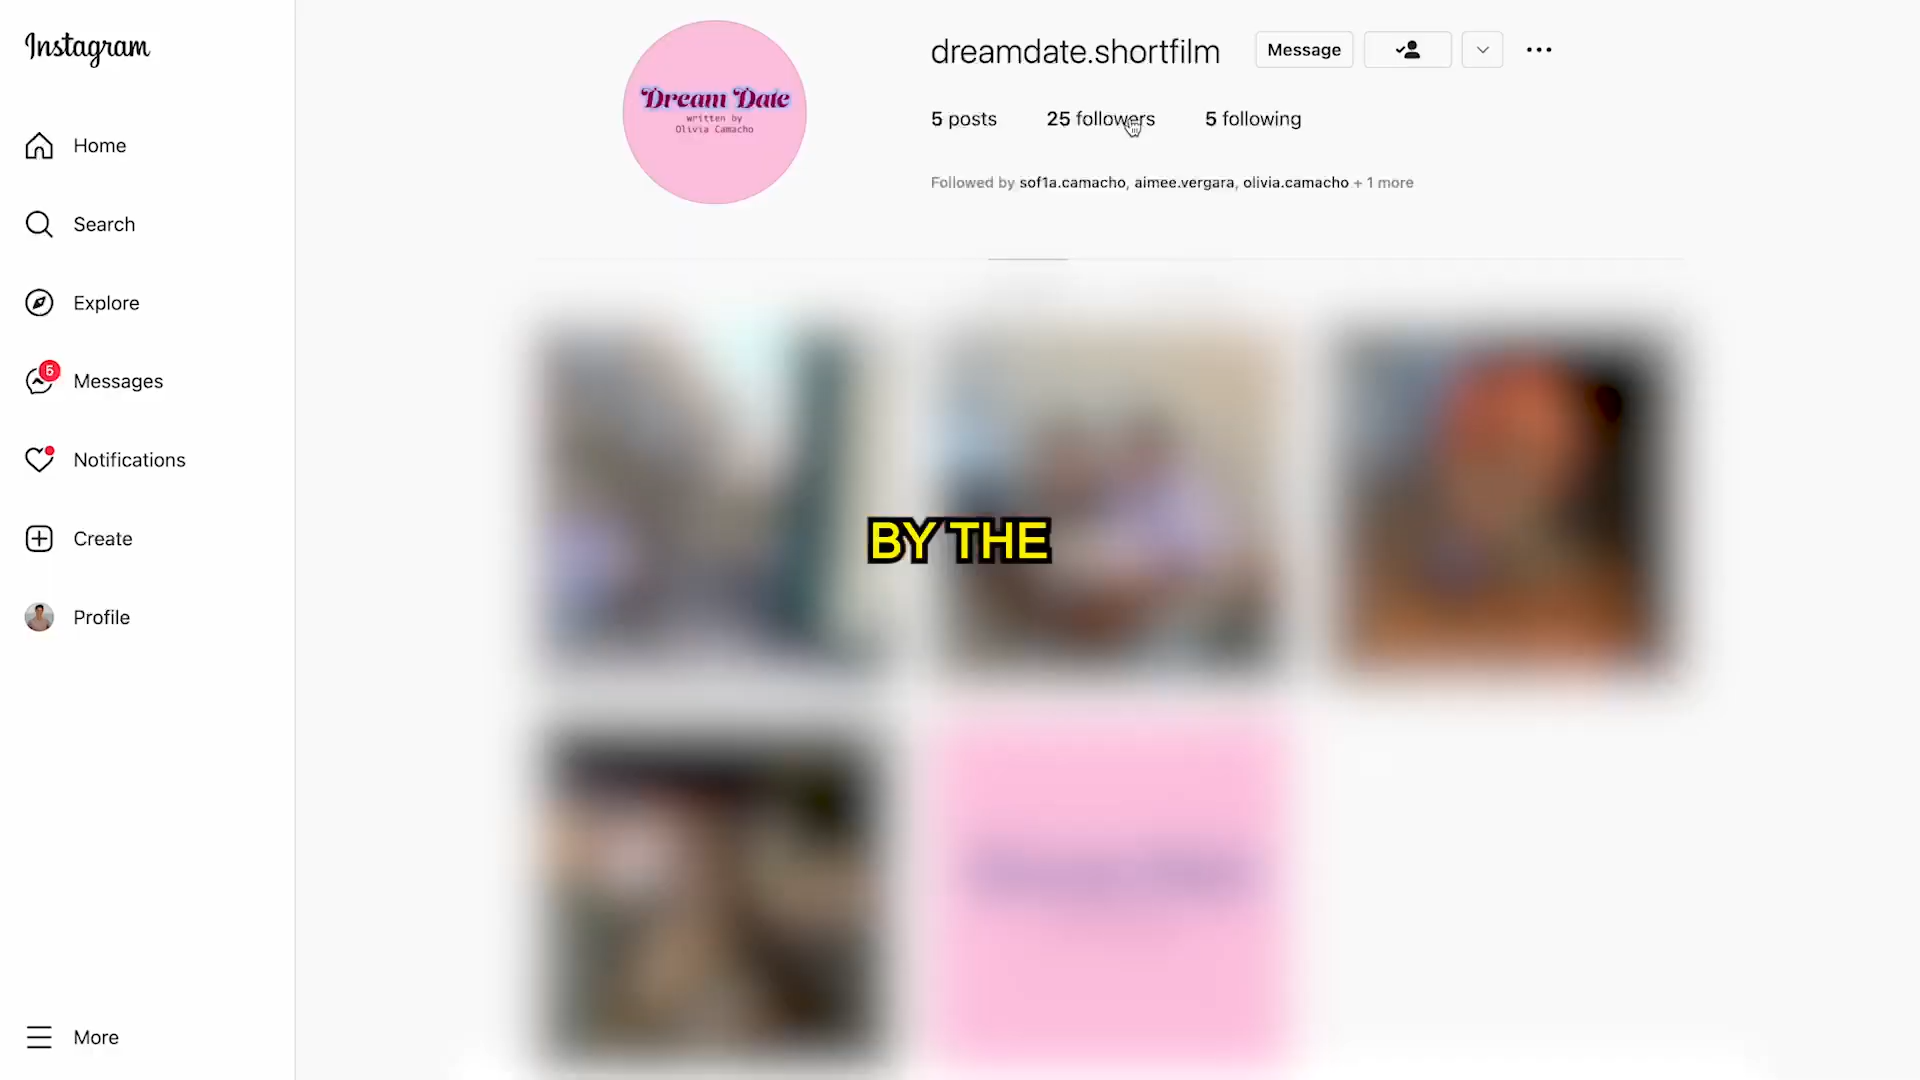 Instagram
Home
Search
Explore
6
Messages
Notifications
Create
Profile
More
Dream Date
written by
Olivia Camacho
dreamdate.shortfilm
Message
5 posts
25 followers
5 following
Followed by sof1a.camacho, aimee.vergara, olivia.camacho + 1 more
BY THE